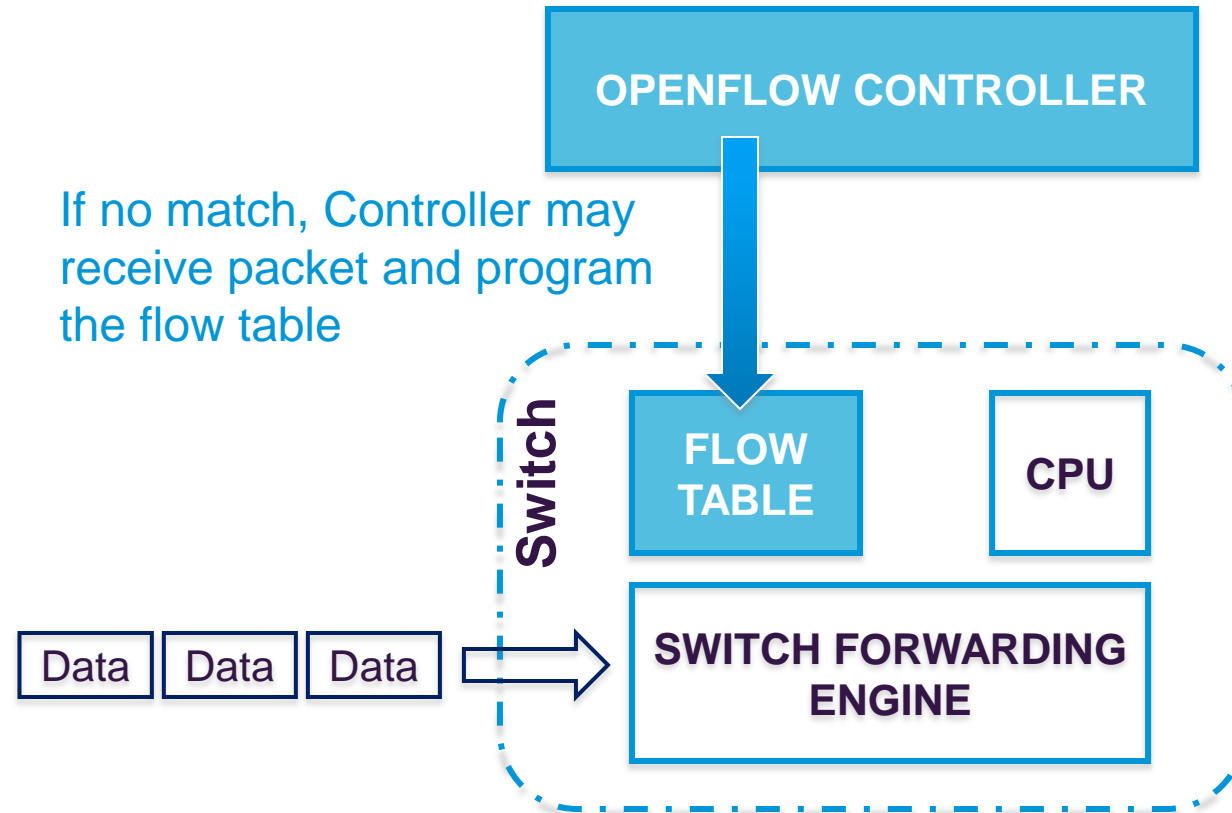 OPENFLOW CONTROLLER
If no match, Controller may
receive packet and program
the flow table
Switch
FLOW
TABLE
CPU
Data
Data
Data
SWITCH FORWARDING
ENGINE